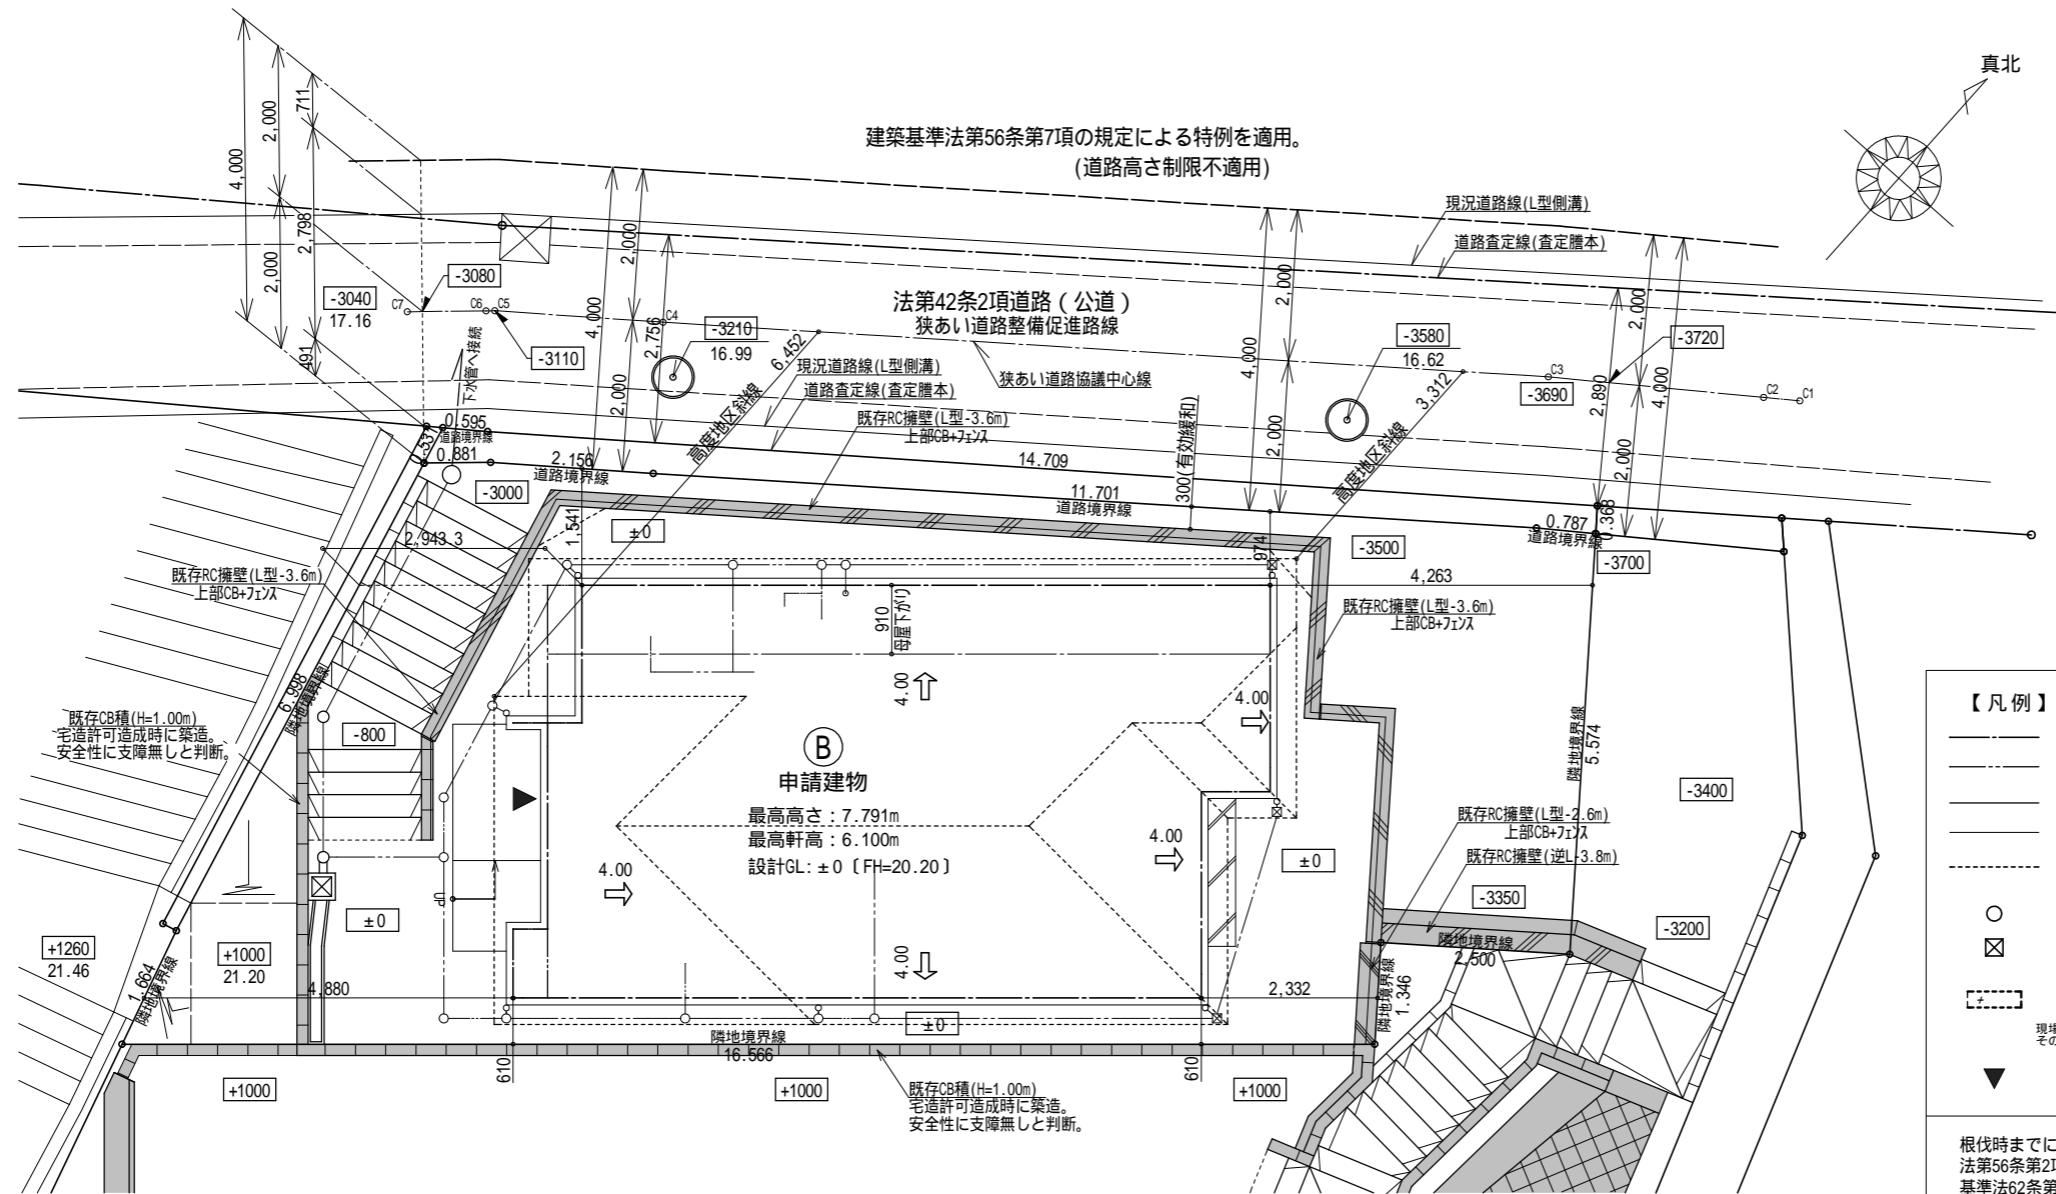 真北
建築基準法第56条第7項の規定による特例を適用。
(道路高さ制限不適用)
4,000
2,000
711
2,798
2,000
491
-3040
17.16
-3080
C7
C6
C5
-3110
下水管へ接続
2,000
4,000
2,756
2,000
C4
-3210
16.99
法第42条2項道路(公道)
狭あい道路整備促進路線
6.452
高度地区斜線
現況道路線(L型側溝)
道路査定線(査定謄本)
既存RC擁壁(L型-3.6m)
上部CB+フェンス
狭あい道路協議中心線
現況道路線(L型側溝)
道路査定線(査定謄本)
2,000
4,000
2,000
-3580
16.62
3,312
高度地区斜線
C3
-3690
2,000
-3720
2,890
4,000
2,000
C2
C1
0.595
道路境界線
0.881
2.156
道路境界線
14.709
11.701
道路境界線
300(有効緩和)
0.787
道路境界線
0.368
-3000
1,541
±0
974
-3500
-3700
2,943.3
4,263
既存RC擁壁(L型-3.6m)
上部CB+フェンス
既存RC擁壁(L型-3.6m)
上部CB+フェンス
910
母屋下がり
4.00
4.00
6.998
隣地境界線
既存CB積(H=1.00m)
宅造許可造成時に築造。
安全性に支障無しと判断。
-800
B
申請建物
最高高さ:7.791m
最高軒高:6.100m
設計GL:±0〔FH=20.20〕
隣地境界線
5.574
-3400
4.00
4.00
±0
既存RC擁壁(L型-2.6m)
上部CB+フェンス
既存RC擁壁(逆L-3.8m)
-3350
-3200
UP
±0
+1260
21.46
+1000
21.20
4.00
1.664
隣地境界線
4.880
2,332
隣地境界線
2.500
隣地境界線
1.346
±0
隣地境界線
16.566
610
610
+1000
+1000
+1000
既存CB積(H=1.00m)
宅造許可造成時に築造。
安全性に支障無しと判断。
【凡例】
現場
その
根伐時までに
法第56条第2項
基準法62条第